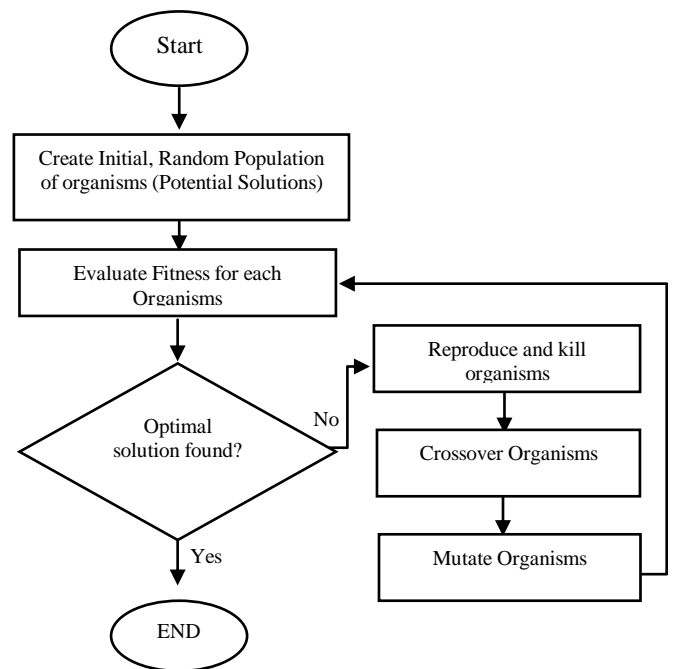 Start
Create Initial, Random Population
of organisms (Potential Solutions)
Evaluate Fitness for each
Organisms
Optimal
solution found?
No
Yes
Reproduce and kill
organisms
Crossover Organisms
Mutate Organisms
END